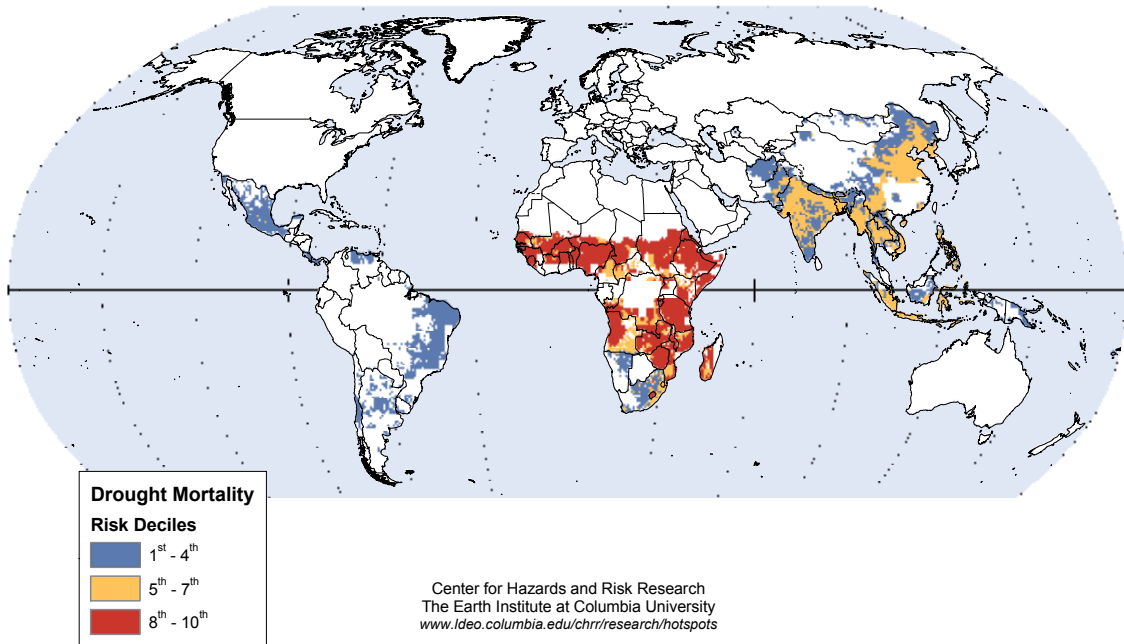 Drought Mortality
Risk Deciles
1st - 4th
5th - 7th
8th - 10th
Center for Hazards and Risk Research
The Earth Institute at Columbia University
www.ldeo.columbia.edu/chrr/research/hotspots